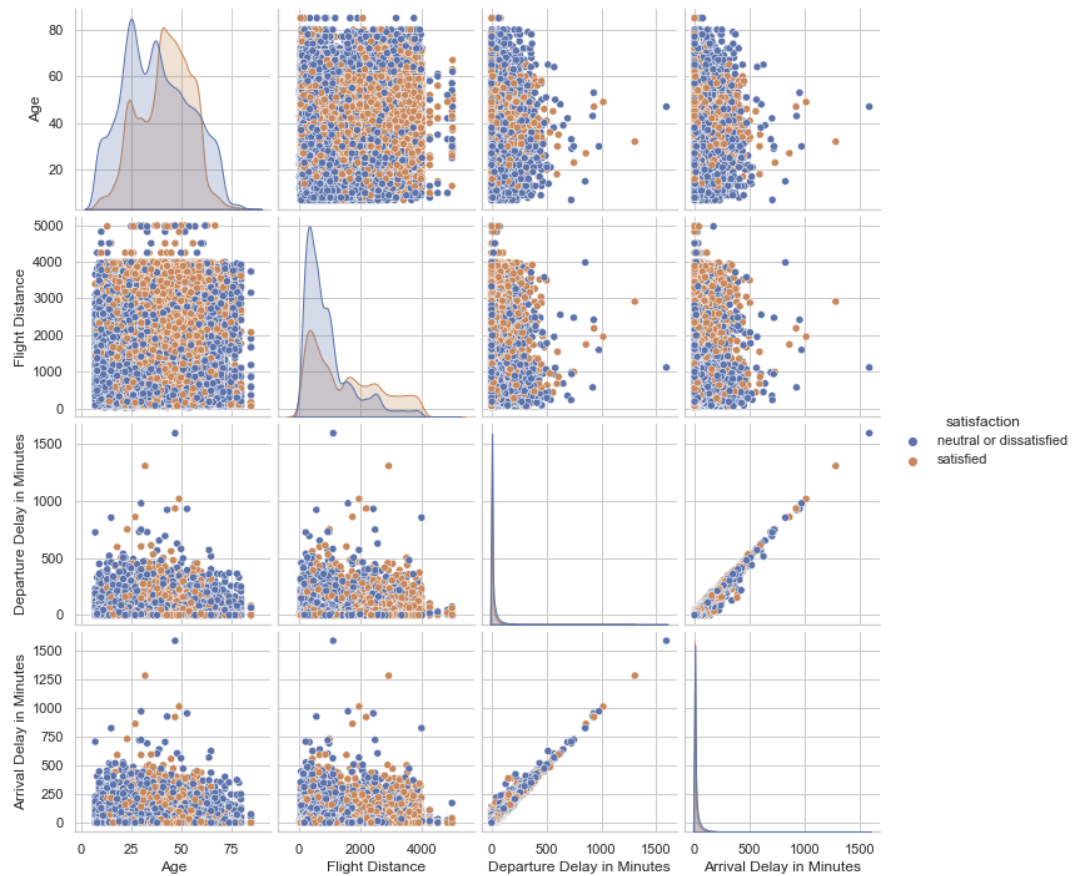 80
60
40
20
Age
5000
4000
3000
2000
1000
0
Flight Distance
satisfaction
neutral or dissatisfied
satisfied
1500
1000
500
0
Departure Delay in Minutes
1500
1250
1000
750
500
250
0
Arrival Delay in Minutes
0 25 50 75
0 2000 4000
0 500 1000 1500
0 500 1000 1500
Age
Flight Distance
Departure Delay in Minutes
Arrival Delay in Minutes